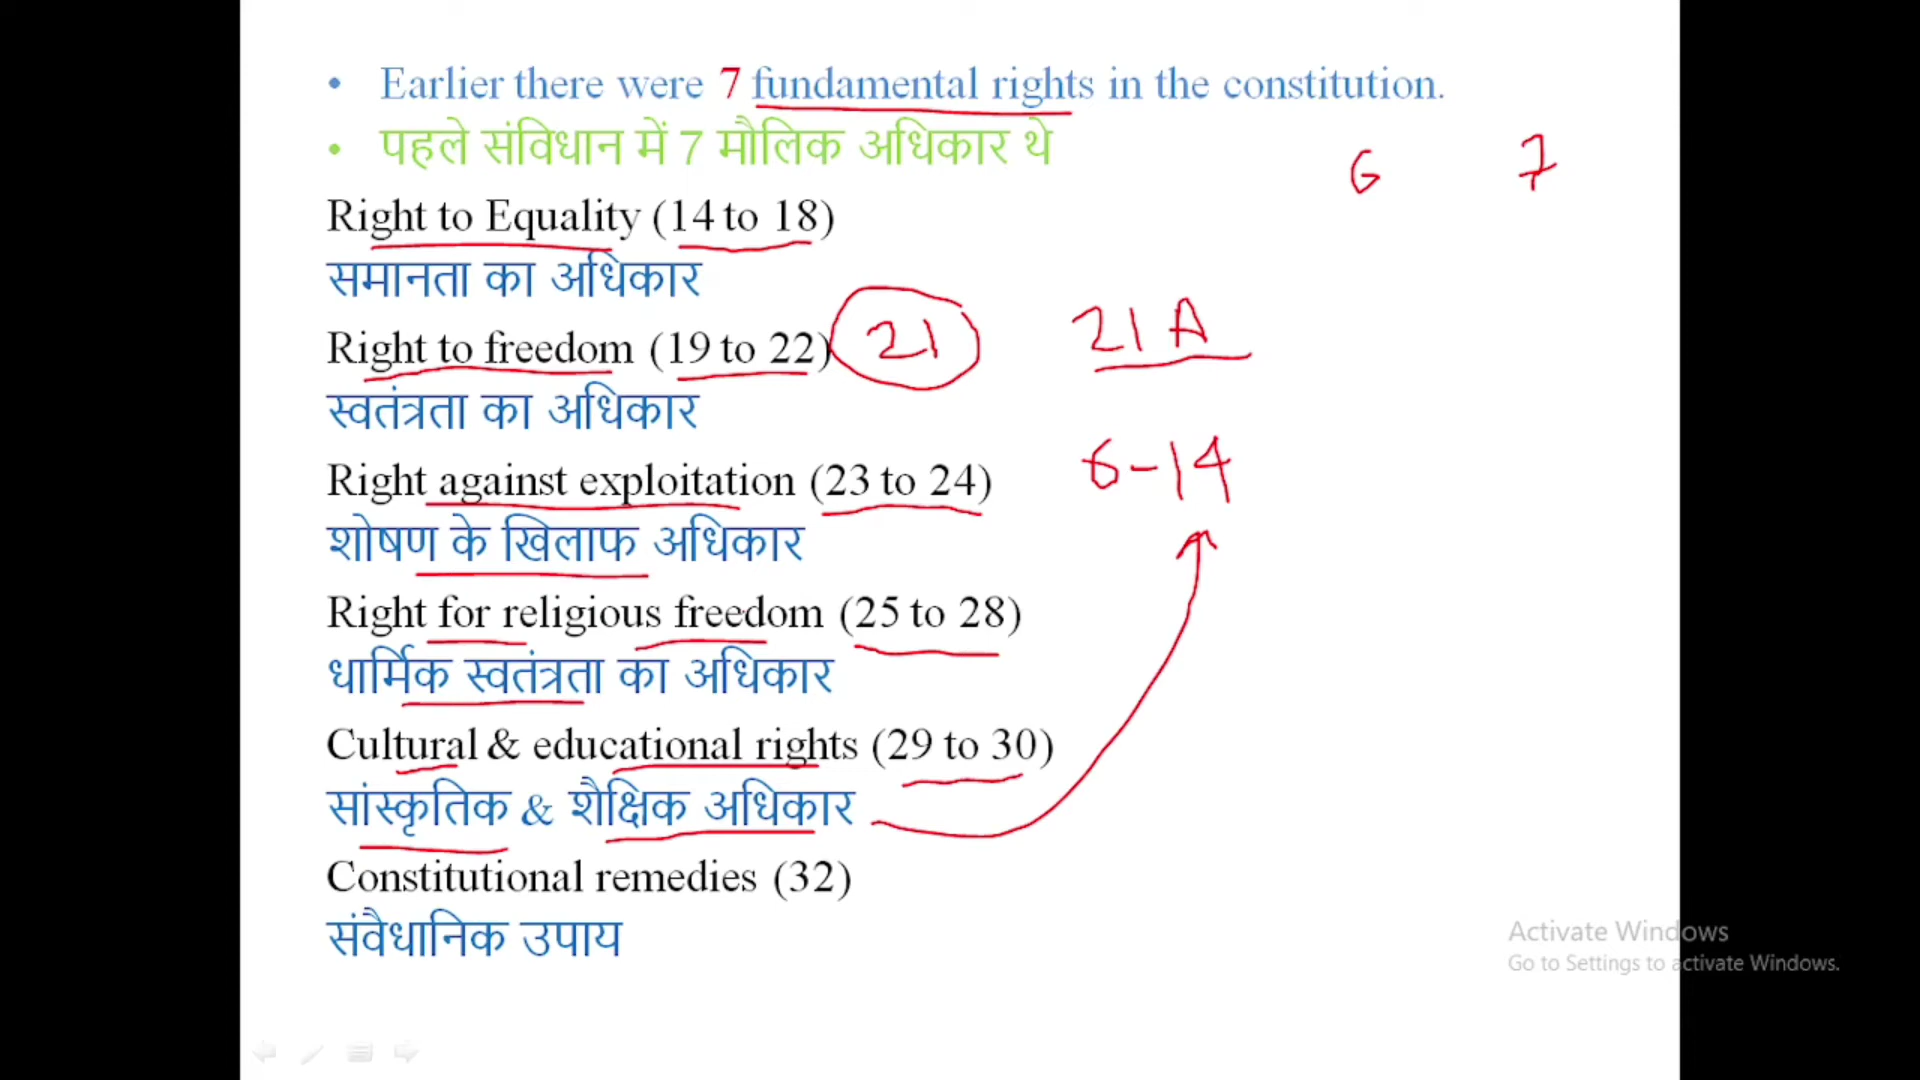 • Earlier there were 7 fundamental rights in the constitution.
• पहले संविधान में 7 मौलिक अधिकार थे
6 7
Right to Equality (14 to 18)
समानता का अधिकार
Right to freedom (19 to 22) 21 21 A
स्वतंत्रता का अधिकार
Right against exploitation (23 to 24) 6-14
शोषण के खिलाफ अधिकार
Right for religious freedom (25 to 28)
धार्मिक स्वतंत्रता का अधिकार
Cultural & educational rights (29 to 30)
सांस्कृतिक & शैक्षिक अधिकार
Constitutional remedies (32)
संवैधानिक उपाय
Activate Windows
Go to Settings to activate Windows.